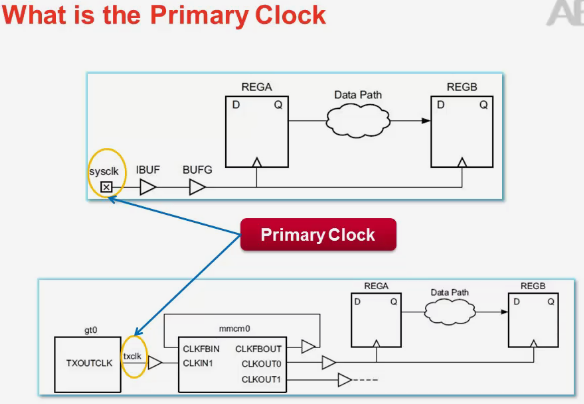 What is the Primary Clock
REGA
D Q
Data Path
REGB
D Q
sysclk
IBUF
BUFG
Primary Clock
gt0
TXOUTCLK
txclk
mmcm0
CLKFBIN CLKFBOUT
CLKIN1 CLKOUT0
CLKOUT1
REGA
D Q
Data Path
REGB
D Q